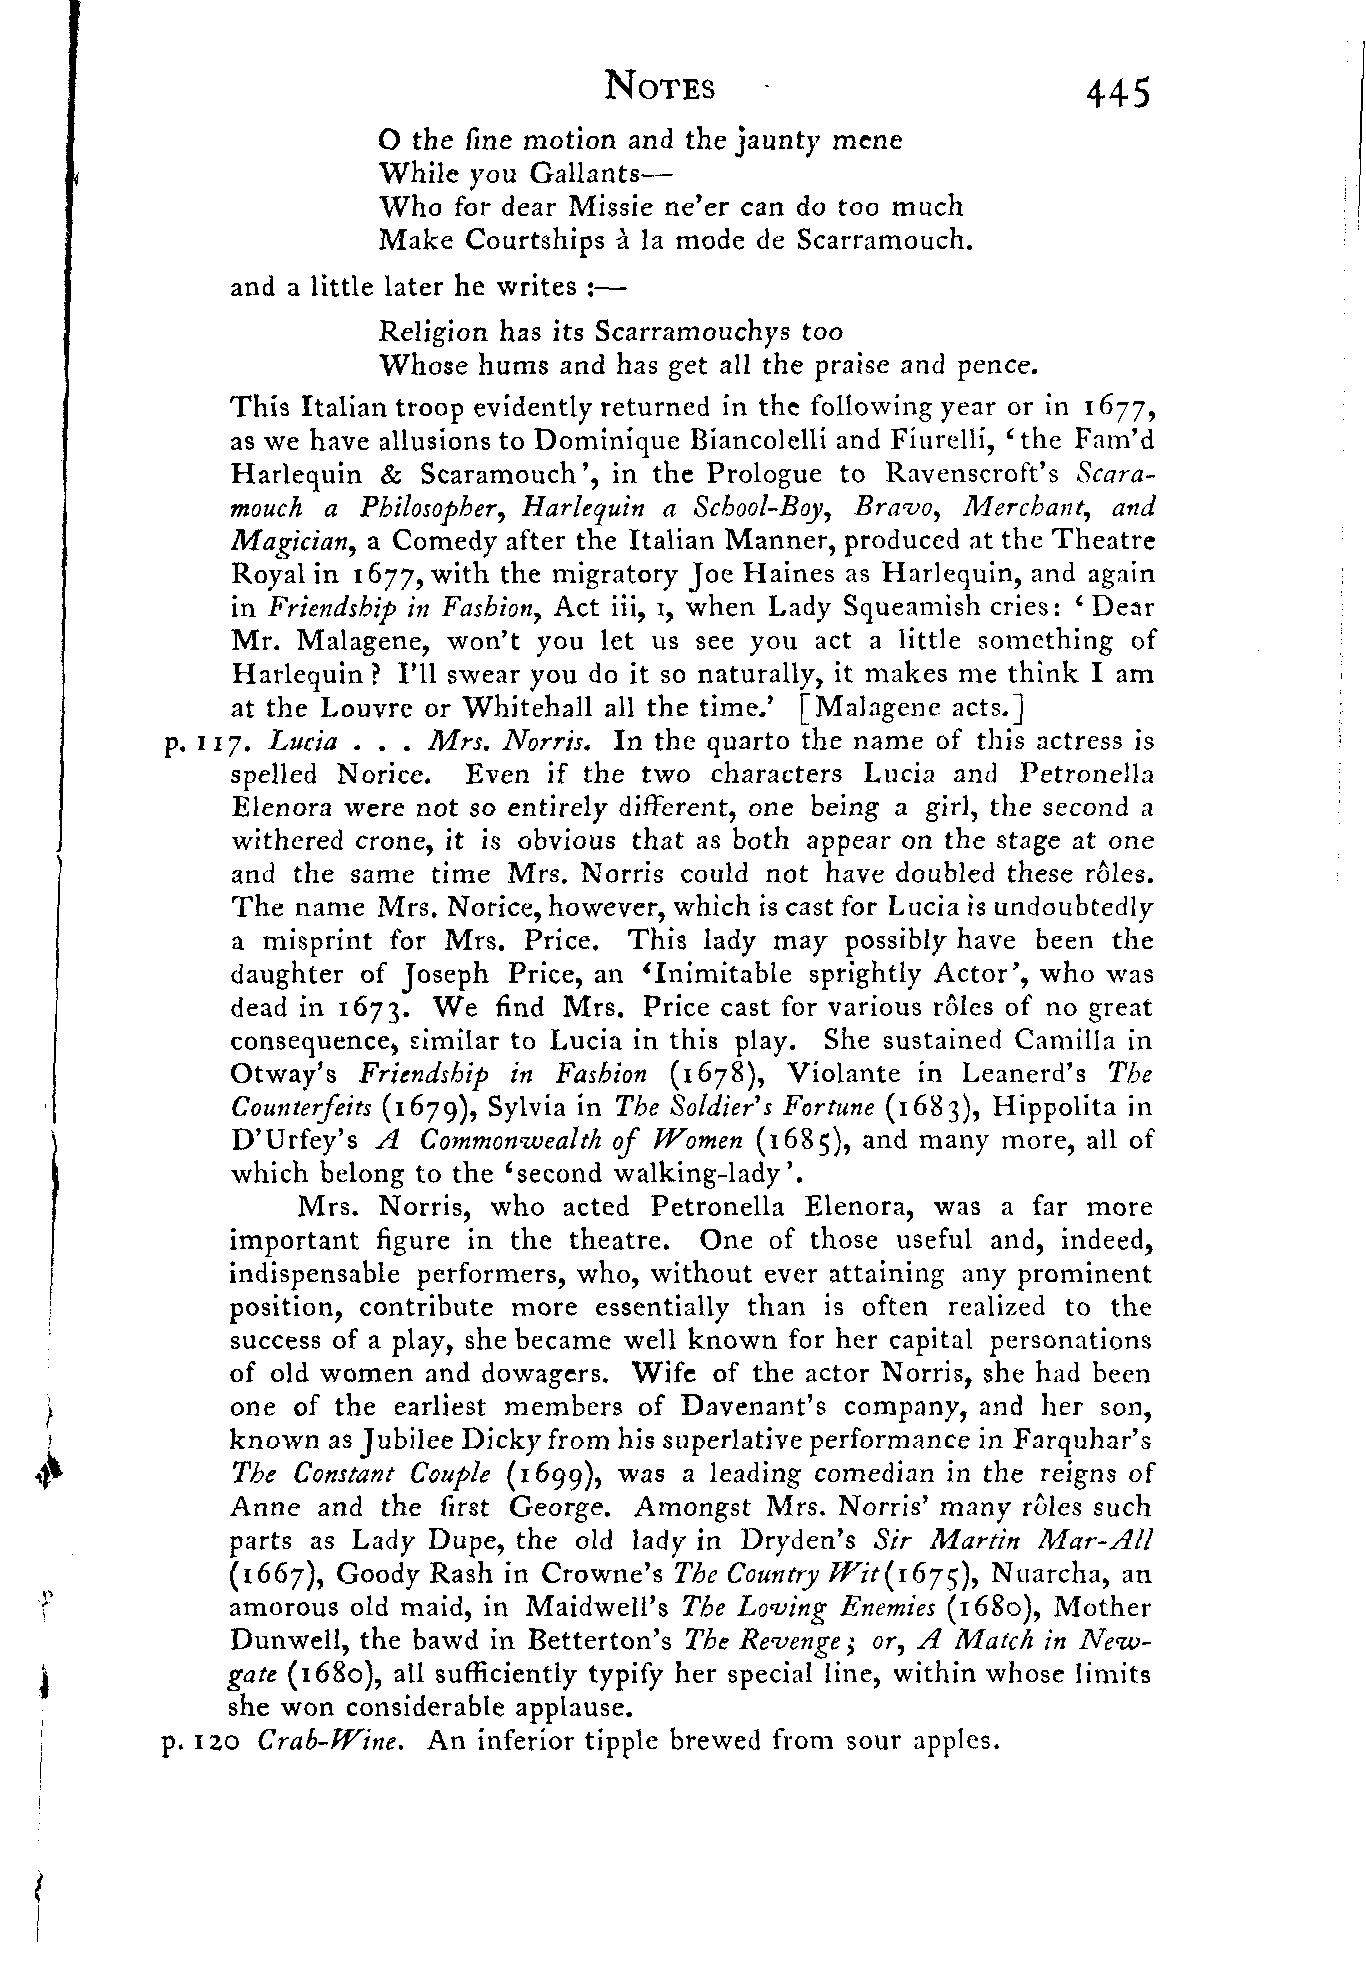 NOTES 445
O the fine motion and the jaunty mene
While you Gallants—
Who for dear Missie ne'er can do too much
Make Courtships à la mode de Scarramouch.
and a little later he writes :—
Religion has its Scarramouchys too
Whose hums and has get all the praise and pence.
This Italian troop evidently returned in the following year or in 1677,
as we have allusions to Dominique Biancolelli and Fiurelli, ‘the Fam'd
Harlequin & Scaramouch’, in the Prologue to Ravenscroft's Scara-
mouch a Philosopher, Harlequin a School-Boy, Bravo, Merchant, and
Magician, a Comedy after the Italian Manner, produced at the Theatre
Royal in 1677, with the migratory Joe Haines as Harlequin, and again
in Friendship in Fashion, Act iii, 1, when Lady Squeamish cries: ‘Dear
Mr. Malagene, won't you let us see you act a little something of
Harlequin? I'll swear you do it so naturally, it makes me think I am
at the Louvre or Whitehall all the time.’ [Malagene acts.]
p. 117. Lucia . . . Mrs. Norris. In the quarto the name of this actress is
spelled Norice. Even if the two characters Lucia and Petronella
Elenora were not so entirely different, one being a girl, the second a
withered crone, it is obvious that as both appear on the stage at one
and the same time Mrs. Norris could not have doubled these rôles.
The name Mrs. Norice, however, which is cast for Lucia is undoubtedly
a misprint for Mrs. Price. This lady may possibly have been the
daughter of Joseph Price, an ‘Inimitable sprightly Actor’, who was
dead in 1673. We find Mrs. Price cast for various rôles of no great
consequence, similar to Lucia in this play. She sustained Camilla in
Otway's Friendship in Fashion (1678), Violante in Leanerd's The
Counterfeits (1679), Sylvia in The Soldier's Fortune (1683), Hippolita in
D'Urfey's A Commonwealth of Women (1685), and many more, all of
which belong to the ‘second walking-lady’.
Mrs. Norris, who acted Petronella Elenora, was a far more
important figure in the theatre. One of those useful and, indeed,
indispensable performers, who, without ever attaining any prominent
position, contribute more essentially than is often realized to the
success of a play, she became well known for her capital personations
of old women and dowagers. Wife of the actor Norris, she had been
one of the earliest members of Davenant's company, and her son,
known as Jubilee Dicky from his superlative performance in Farquhar's
The Constant Couple (1699), was a leading comedian in the reigns of
Anne and the first George. Amongst Mrs. Norris' many rôles such
parts as Lady Dupe, the old lady in Dryden's Sir Martin Mar-All
(1667), Goody Rash in Crowne's The Country Wit (1675), Nuarcha, an
amorous old maid, in Maidwell's The Loving Enemies (1680), Mother
Dunwell, the bawd in Betterton's The Revenge; or, A Match in New-
gate (1680), all sufficiently typify her special line, within whose limits
she won considerable applause.
p. 120 Crab-Wine. An inferior tipple brewed from sour apples.